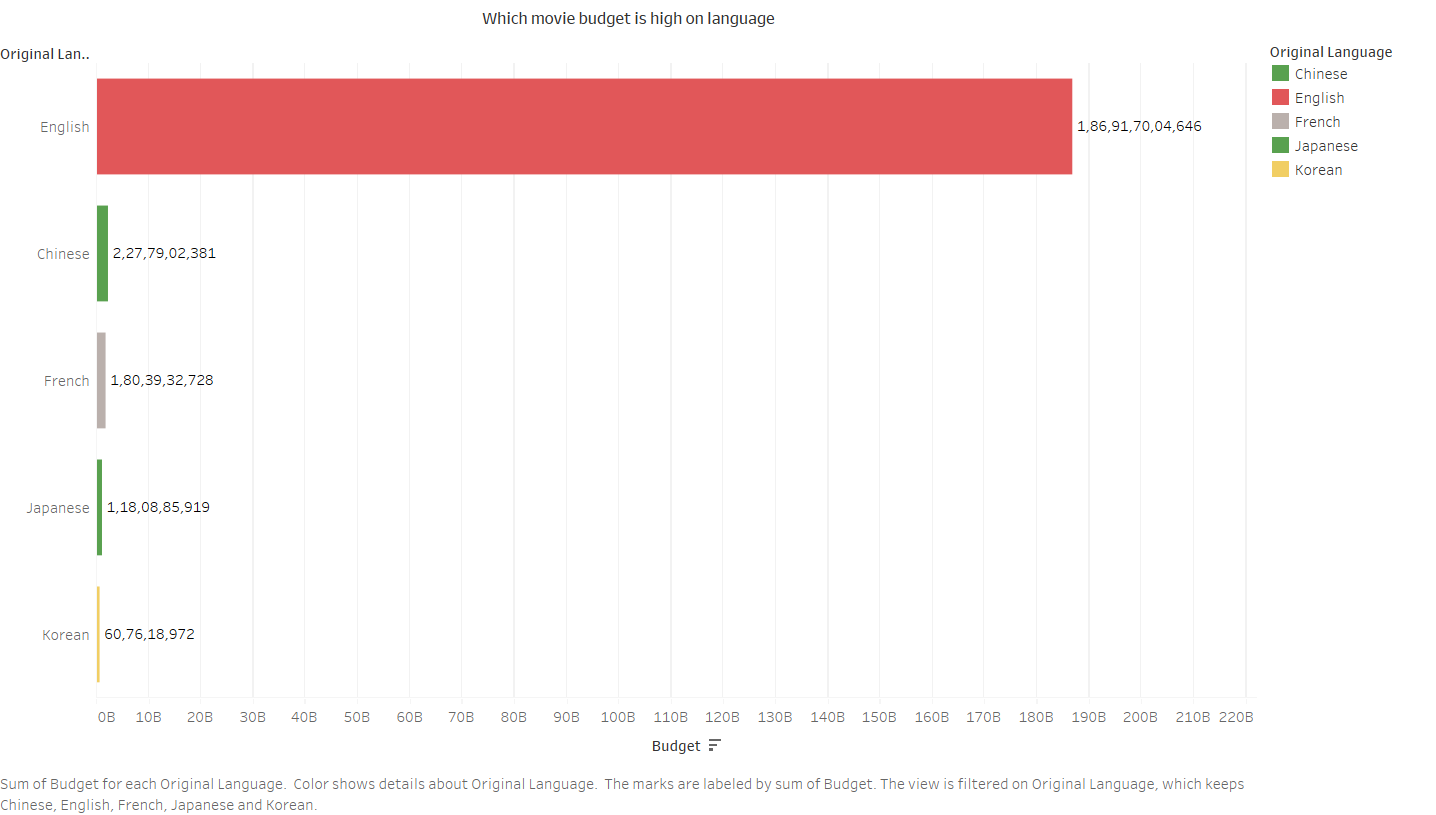 Which movie budget is high on language
Original Lan..
English
1,86,91,70,04,646
Chinese
2,27,79,02,381
French
1,80,39,32,728
Japanese
1,18,08,85,919
Korean
60,76,18,972
0B 10B 20B 30B 40B 50B 60B 70B 80B 90B 100B 110B 120B 130B 140B 150B 160B 170B 180B 190B 200B 210B 220B
Budget
Original Language
Chinese
English
French
Japanese
Korean
Sum of Budget for each Original Language.  Color shows details about Original Language.  The marks are labeled by sum of Budget. The view is filtered on Original Language, which keeps
Chinese, English, French, Japanese and Korean.